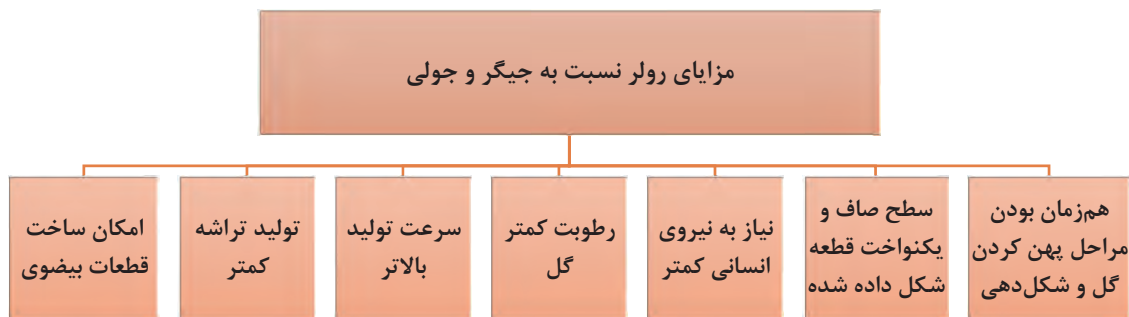 مزایای رولر نسبت به جیگر و جولی
هم‌زمان بودن
مراحل پهن کردن
گل و شکل‌دهی
سطح صاف و
یکنواخت قطعه
شکل داده شده
نیاز به نیروی
انسانی کمتر
رطوبت کمتر
گل
سرعت تولید
بالاتر
تولید تراشه
کمتر
امکان ساخت
قطعات بیضوی